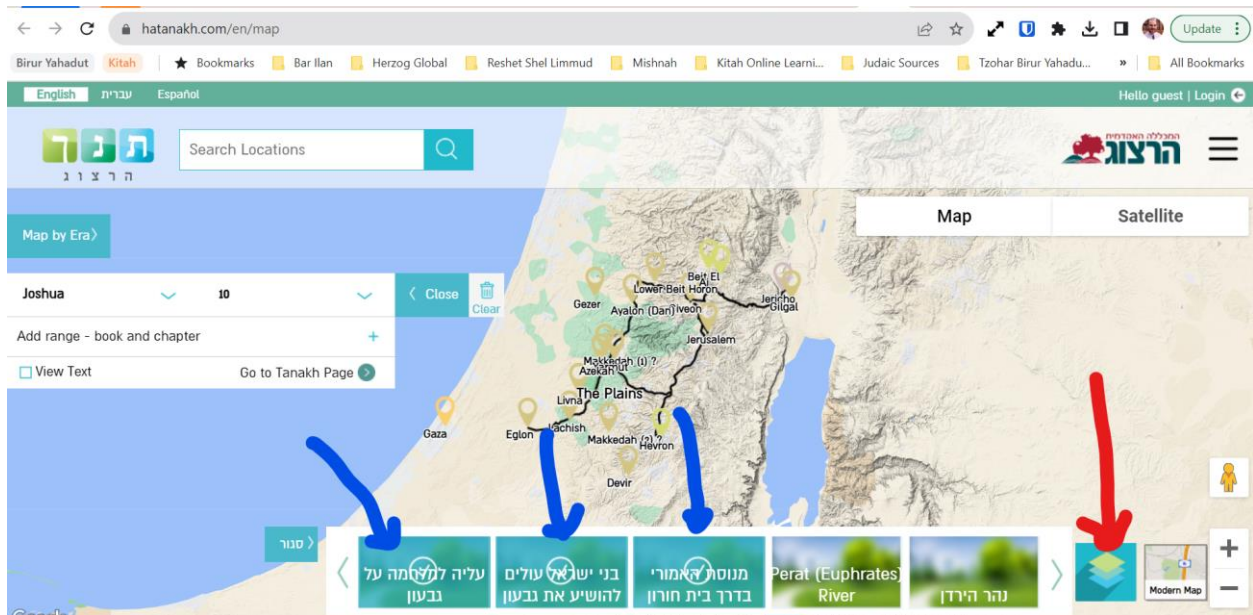 hatanakh.com/en/map
Update
Birur Yahadut Kitah Bookmarks Bar Ilan Herzog Global Reshet Shel Limmud Mishnah Kitah Online Learni... Judaic Sources Tzohar Birur Yahadu... » All Bookmarks
English עברית Español
Hello guest | Login
תנך
הרצוג
Search Locations
המכללה האקדמית
הרצוג
Map by Era
Map Satellite
Joshua 10
Close
Clear
Add range - book and chapter +
View Text
Go to Tanakh Page
Beit El
Lower Beit Horon
Gezer
Ayalon (Dan)
Jericho
Gilgal
Jerusalem
Makkedah (1) ?
Azekah
The Plains
Livna
Lachish
Gaza
Eglon
Makkedah (2) ?
Hevron
Devir
סגור
עליה למלחמה על
גבעון
בני ישראל עולים
להושיע את גבעון
מנוסת האמורי
בדרך בית חורון
Perat (Euphrates)
River
נהר הירדן
Modern Map
+
−